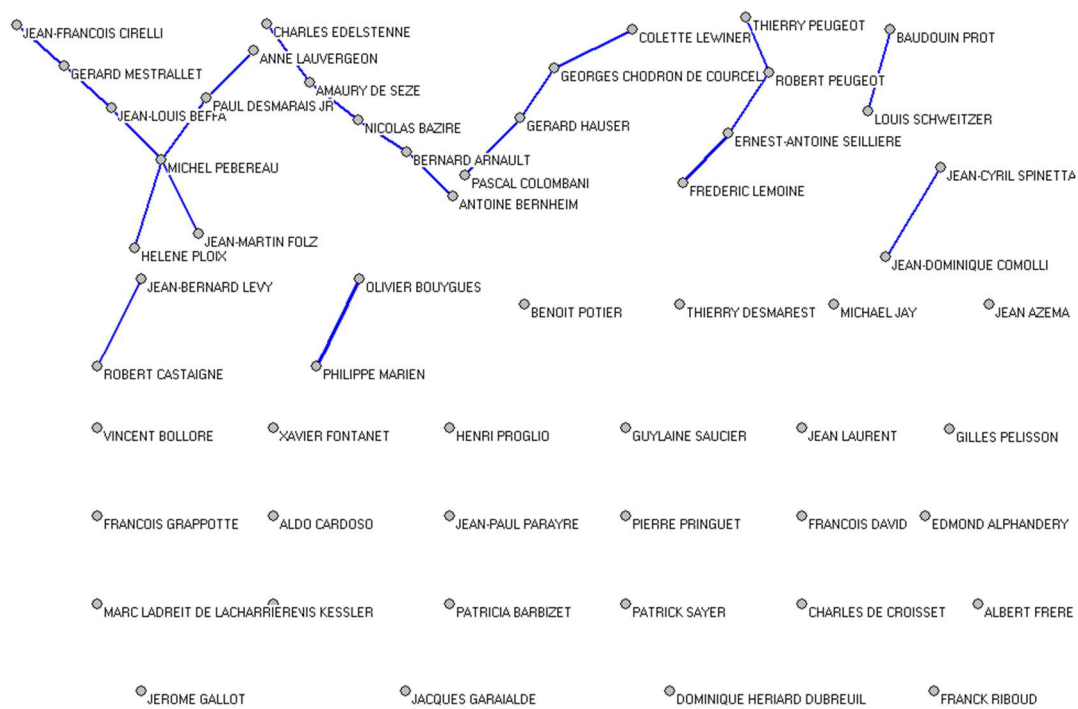 JEAN-FRANCOIS CIRELLI
CHARLES EDELSTENNE
THIERRY PEUGEOT
COLETTE LEWINER
BAUDOUIN PROT
ANNE LAUVERGEON
GERARD MESTRALLET
GEORGES CHODRON DE COURCEL
ROBERT PEUGEOT
AMAURY DE SEZE
PAUL DESMARAIS JR
JEAN-LOUIS BEFFA
LOUIS SCHWEITZER
NICOLAS BAZIRE
GERARD HAUSER
ERNEST-ANTOINE SEILLIERE
BERNARD ARNAULT
MICHEL PEBEREAU
JEAN-CYRIL SPINETTA
PASCAL COLOMBANI
FREDERIC LEMOINE
ANTOINE BERNHEIM
JEAN-MARTIN FOLZ
HELENE PLOIX
JEAN-DOMINIQUE COMOLLI
JEAN-BERNARD LEVY
OLIVIER BOUYGUES
BENOIT POTIER
THIERRY DESMAREST
MICHAEL JAY
JEAN AZEMA
ROBERT CASTAIGNE
PHILIPPE MARIEN
VINCENT BOLLORE
XAVIER FONTANET
HENRI PROGLIO
GUYLAINE SAUCIER
JEAN LAURENT
GILLES PELISSON
FRANCOIS GRAPPOTTE
ALDO CARDOSO
JEAN-PAUL PARAYRE
PIERRE PRINGUET
FRANCOIS DAVID
EDMOND ALPHANDERY
MARC LADREIT DE LACHARRIERE
KESSLER
PATRICIA BARBIZET
PATRICK SAYER
CHARLES DE CROISSET
ALBERT FRERE
JEROME GALLOT
JACQUES GARAIALDE
DOMINIQUE HERIARD DUBREUIL
FRANCK RIBOUD